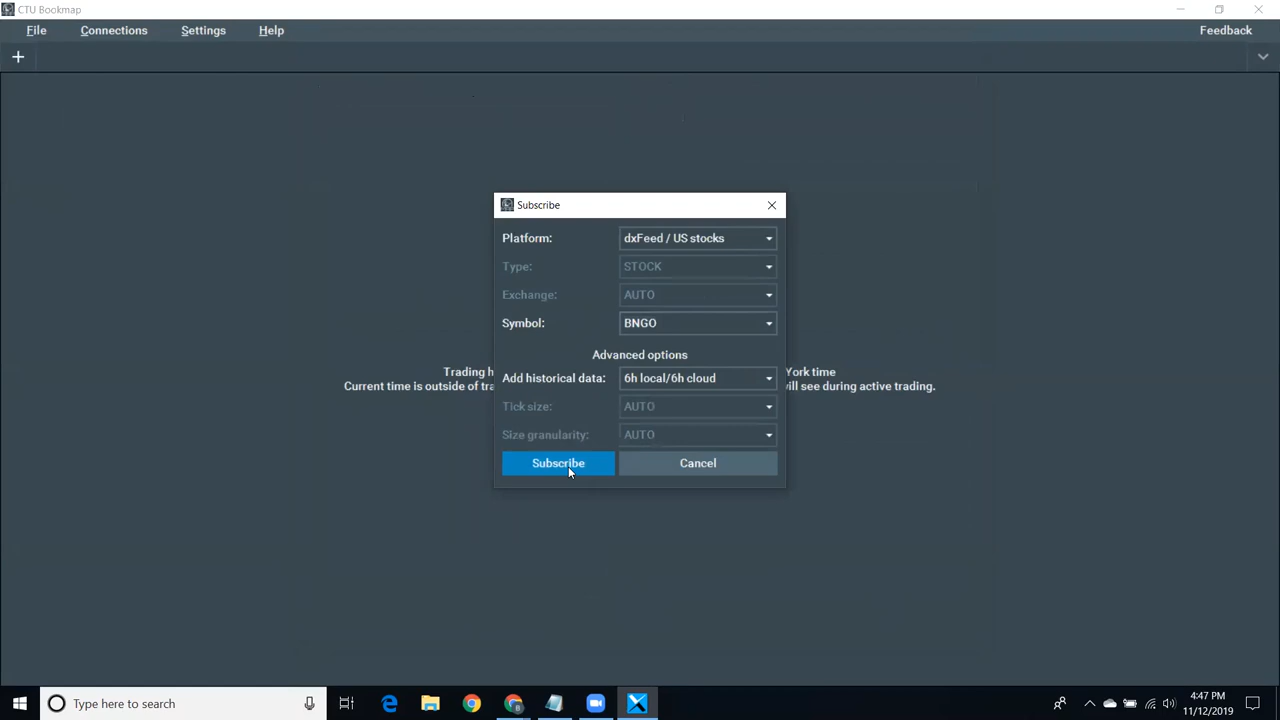 CTU Bookmap
File Connections Settings Help Feedback
Subscribe
Platform: dxFeed / US stocks
Type: STOCK
Exchange: AUTO
Symbol: BNGO
Advanced options
Trading h York time
Add historical data: 6h local/6h cloud
Current time is outside of tra will see during active trading.
Tick size: AUTO
Size granularity: AUTO
Subscribe Cancel
Type here to search
4:47 PM
11/12/2019